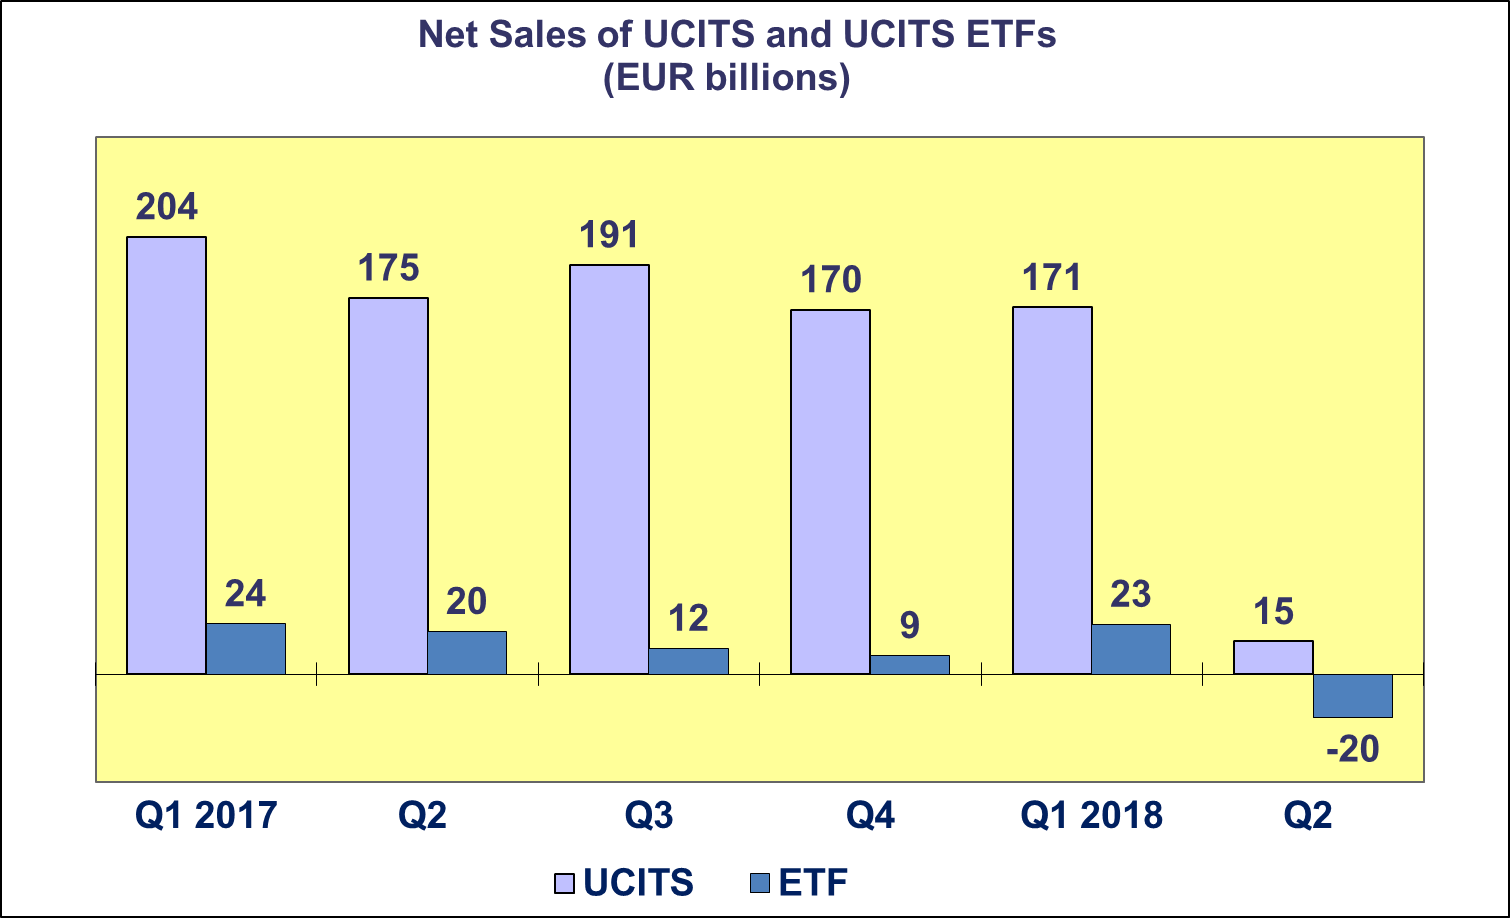 Net Sales of UCITS and UCITS ETFs
(EUR billions)
204
175
191
170
171
15
24
20
12
9
23
-20
Q1 2017
Q2
Q3
Q4
Q1 2018
Q2
UCITS
ETF